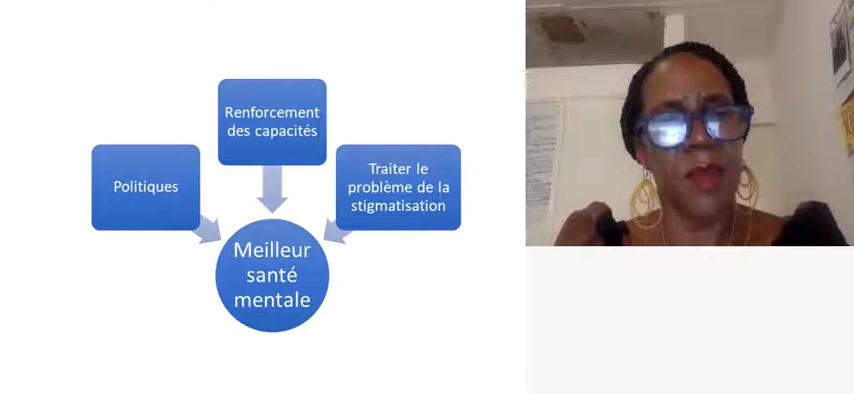 Renforcement
des capacités
Politiques
Traiter le
problème de la
stigmatisation
Meilleur
santé
mentale